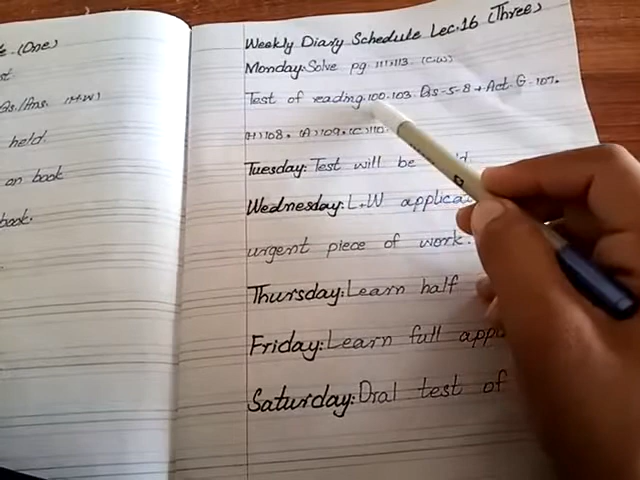 (One)
Weekly Diary Schedule Lec.16 (Three)
Monday: Solve pg 111,113. (C.W)
Qs./Ans. (H.W)
Test of reading.100-103. Qs-5-8 + Act. G-107.
held.
(H)108. (A)109. (C)110.
on book
Tuesday: Test will be
Wednesday: L+W
book.
urgent piece of work.
Thursday: Learn half
Friday: Learn full
Saturday: Oral test of